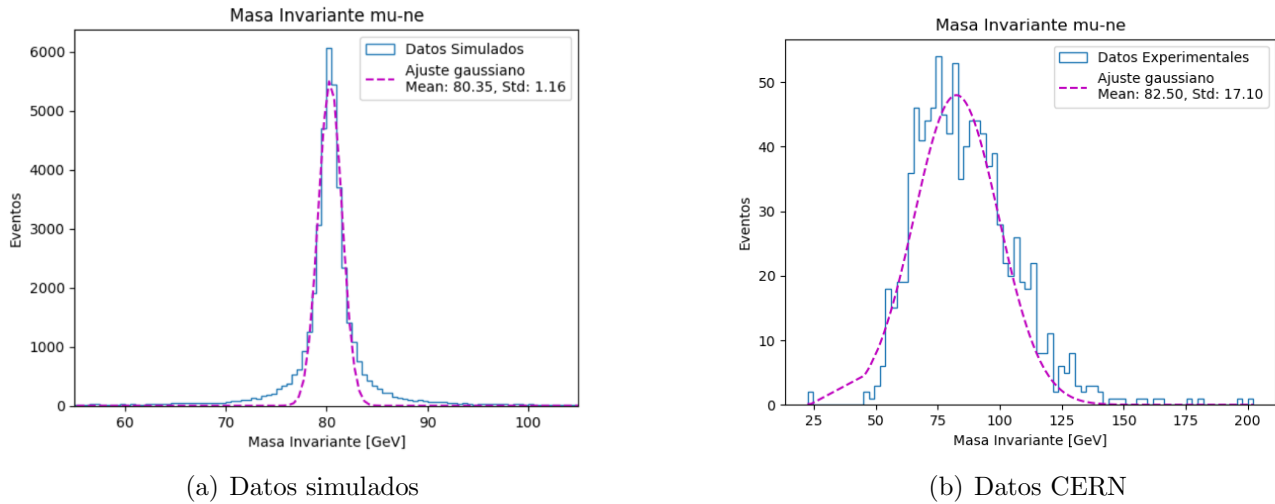 Masa Invariante mu-ne
Datos Simulados
Ajuste gaussiano
Mean: 80.35, Std: 1.16
Eventos
6000
5000
4000
3000
2000
1000
0
60
70
80
90
100
Masa Invariante [GeV]
(a) Datos simulados
Masa Invariante mu-ne
Datos Experimentales
Ajuste gaussiano
Mean: 82.50, Std: 17.10
Eventos
50
40
30
20
10
0
25
50
75
100
125
150
175
200
Masa Invariante [GeV]
(b) Datos CERN